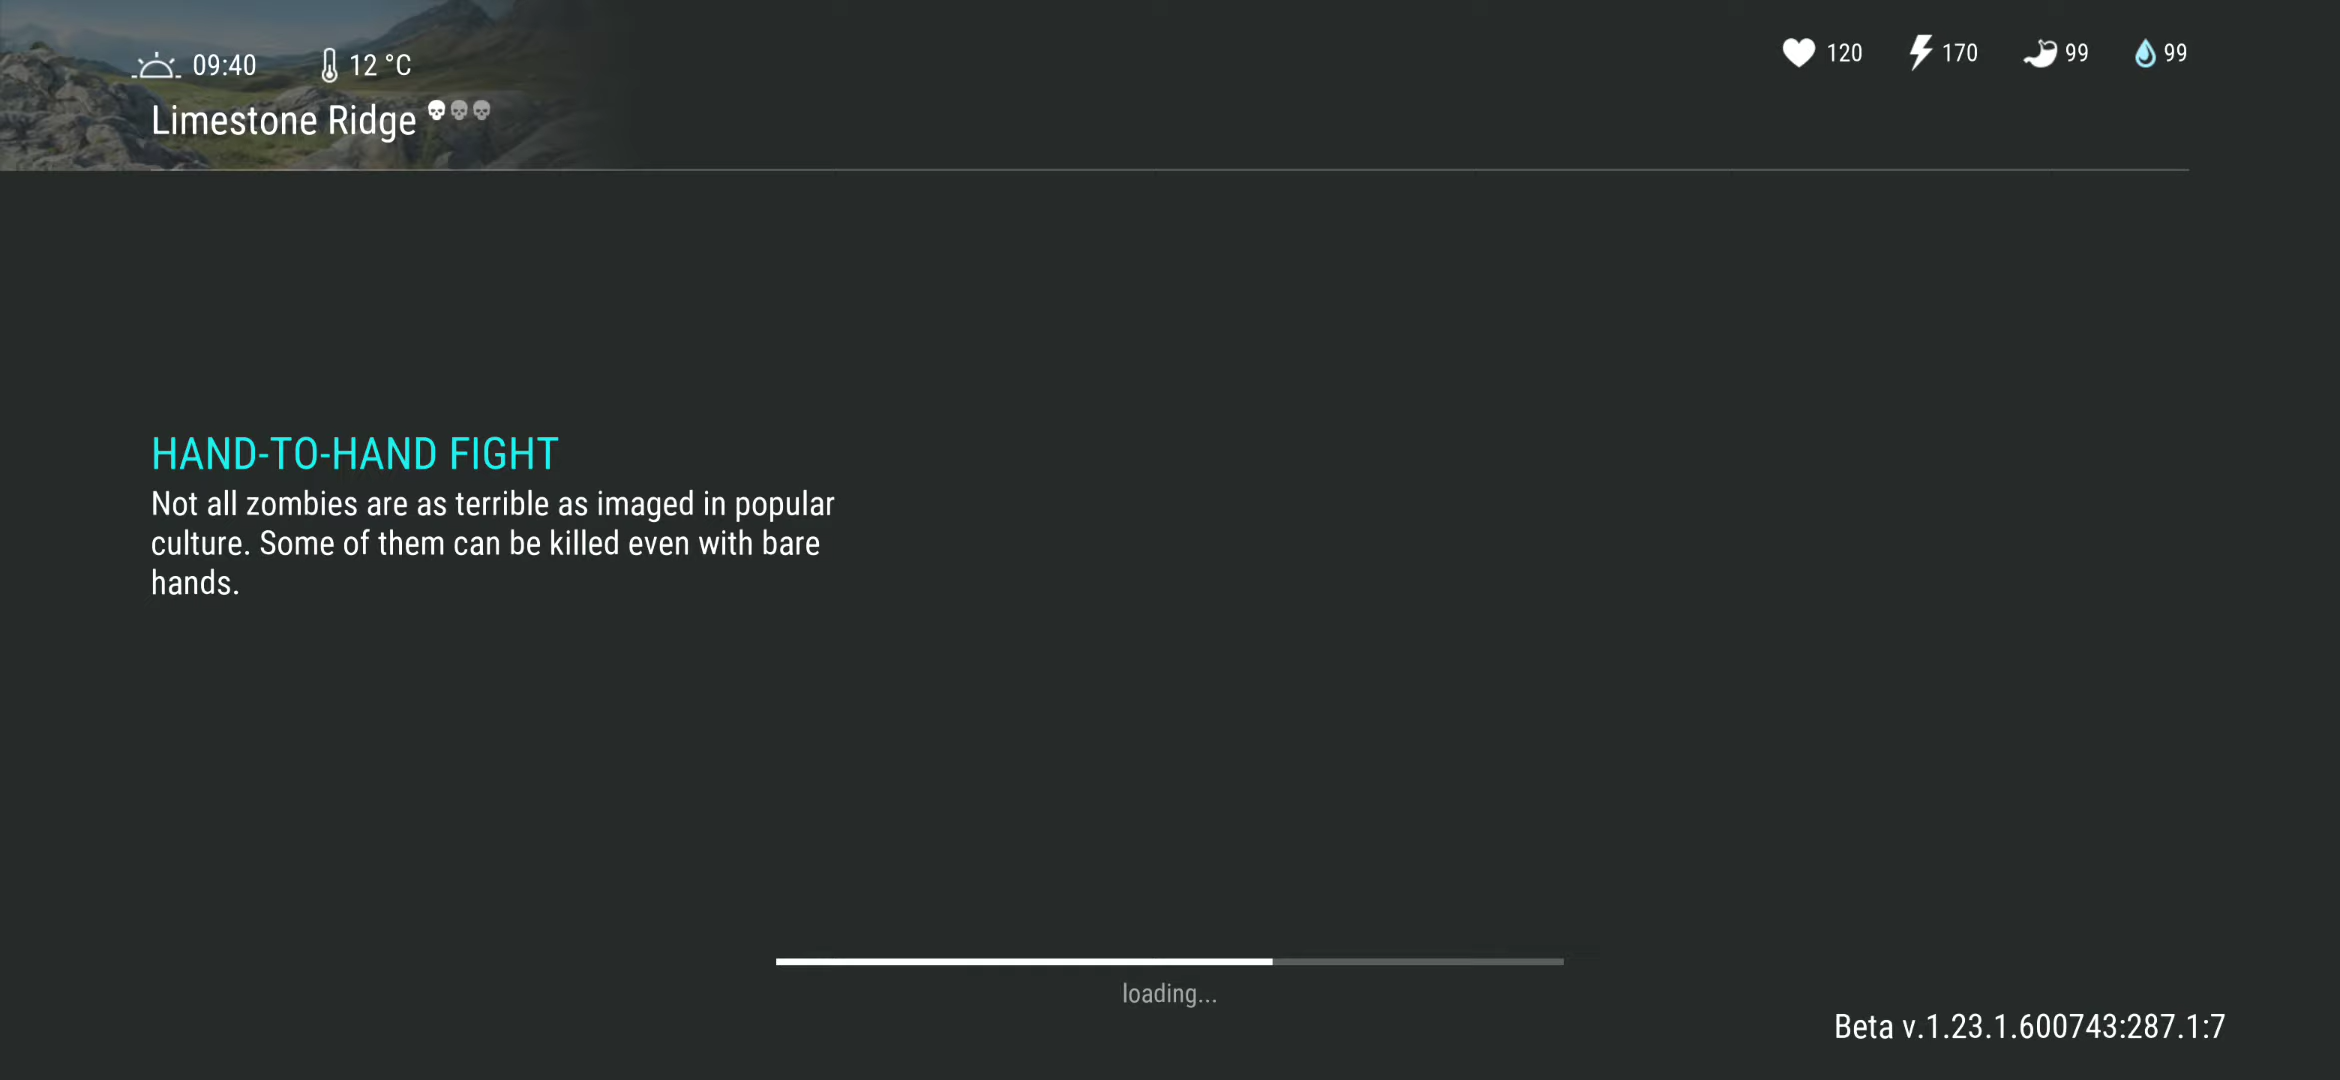 09:40 12 °C
120 170 99 99
Limestone Ridge
HAND-TO-HAND FIGHT
Not all zombies are as terrible as imaged in popular
culture. Some of them can be killed even with bare
hands.
loading...
Beta v.1.23.1.600743:287.1:7